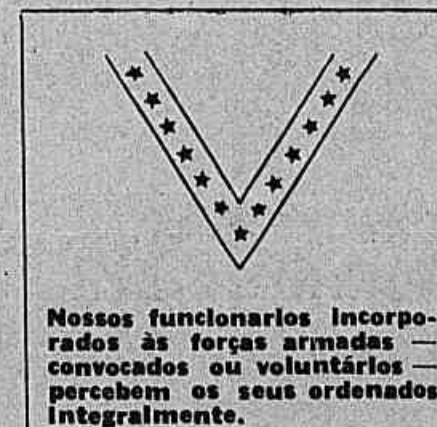 Nossos funcionarios incorpo-
rados às forças armadas —
convocados ou voluntários —
percebem os seus ordenados
integralmente.